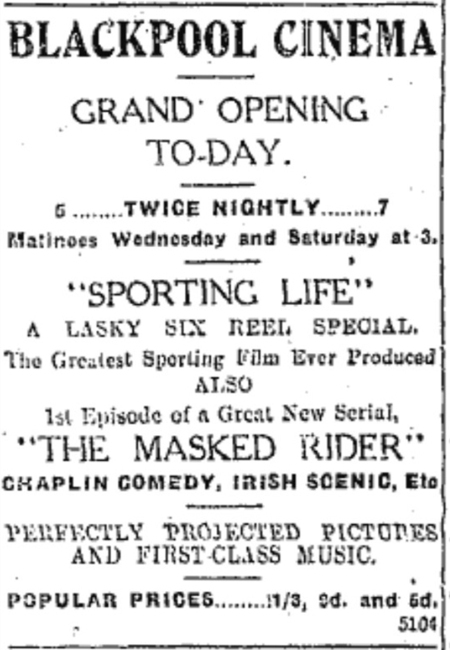 BLACKPOOL CINEMA
GRAND OPENING
TO-DAY.
6.........TWICE NIGHTLY.........7
Matinees Wednesday and Saturday at 3.
"SPORTING LIFE"
A LASKY SIX REEL SPECIAL.
The Greatest Sporting Film Ever Produced
ALSO
1st Episode of a Great New Serial,
"THE MASKED RIDER"
CHAPLIN COMEDY, IRISH SCENIC, Etc
PERFECTLY PROJECTED PICTURES
AND FIRST-CLASS MUSIC.
POPULAR PRICES........1/3, 9d. and 5d.
5104